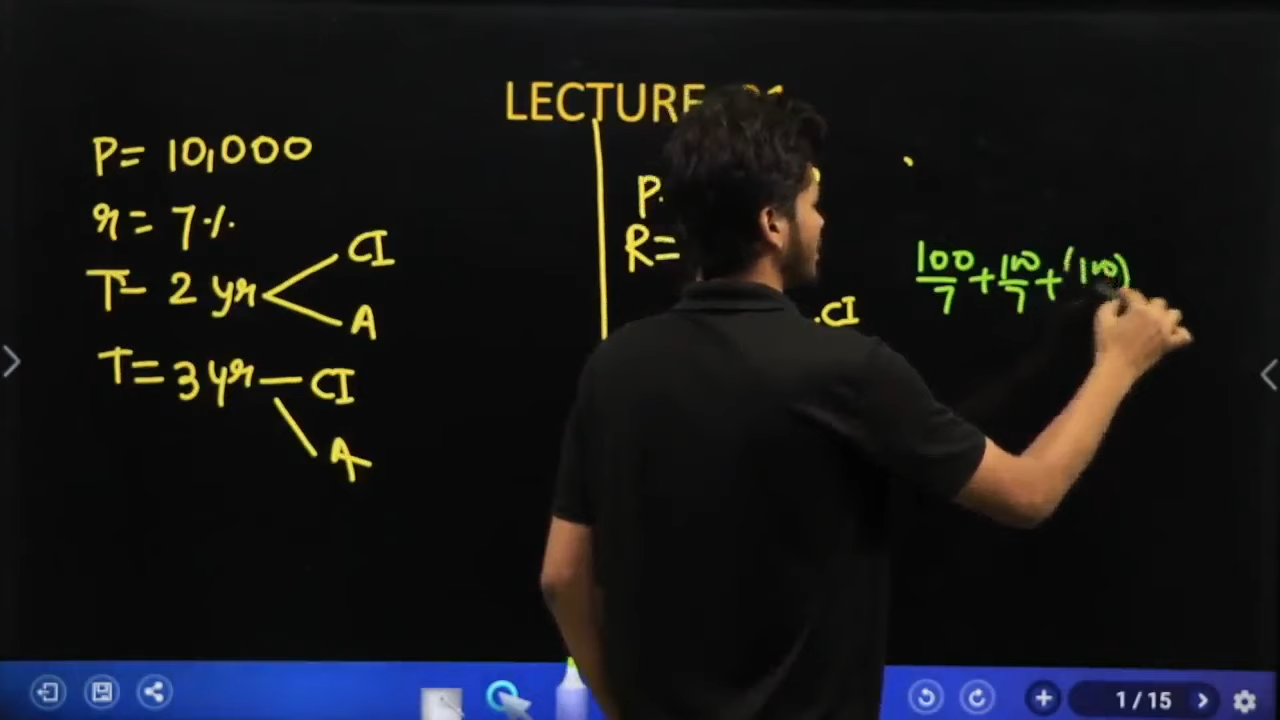 LECTURE
P= 10,000
r= 7%
T= 2 yr
CI
A
T= 3 yr
CI
A
P.
R=
.CI
100/7 + 100/7 + (100)
1 / 15